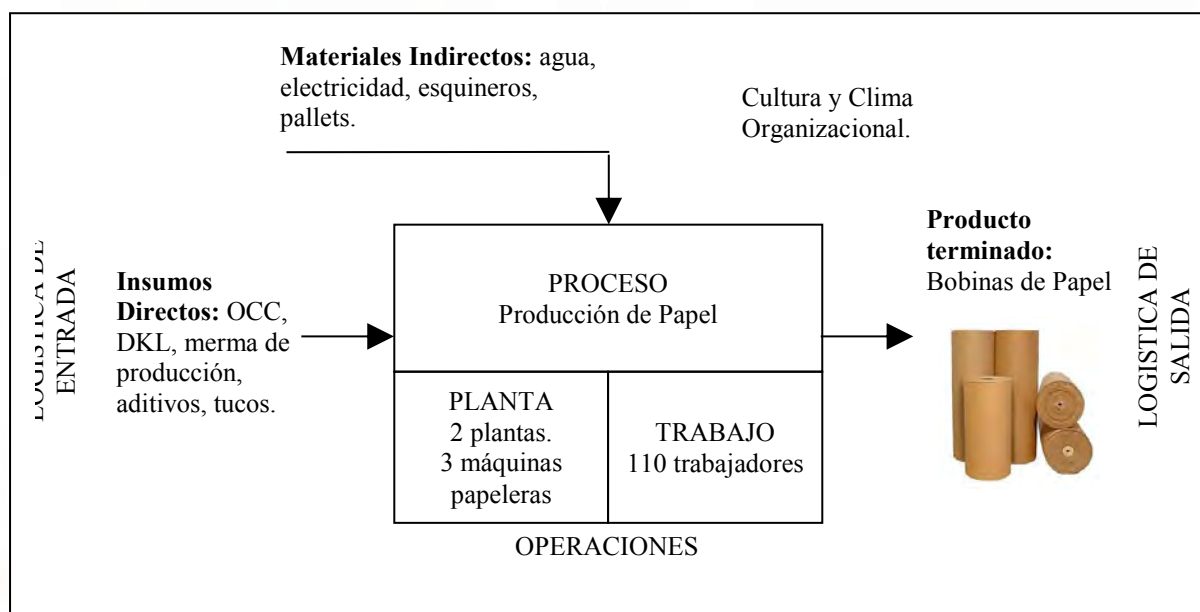 Materiales Indirectos: agua,
electricidad, esquineros,
pallets.
Cultura y Clima
Organizacional.
LOGISTICA DE
ENTRADA
Insumos
Directos: OCC,
DKL, merma de
producción,
aditivos, tucos.
PROCESO
Producción de Papel
PLANTA
2 plantas.
3 máquinas
papeleras
TRABAJO
110 trabajadores
OPERACIONES
Producto
terminado:
Bobinas de Papel
LOGISTICA DE
SALIDA